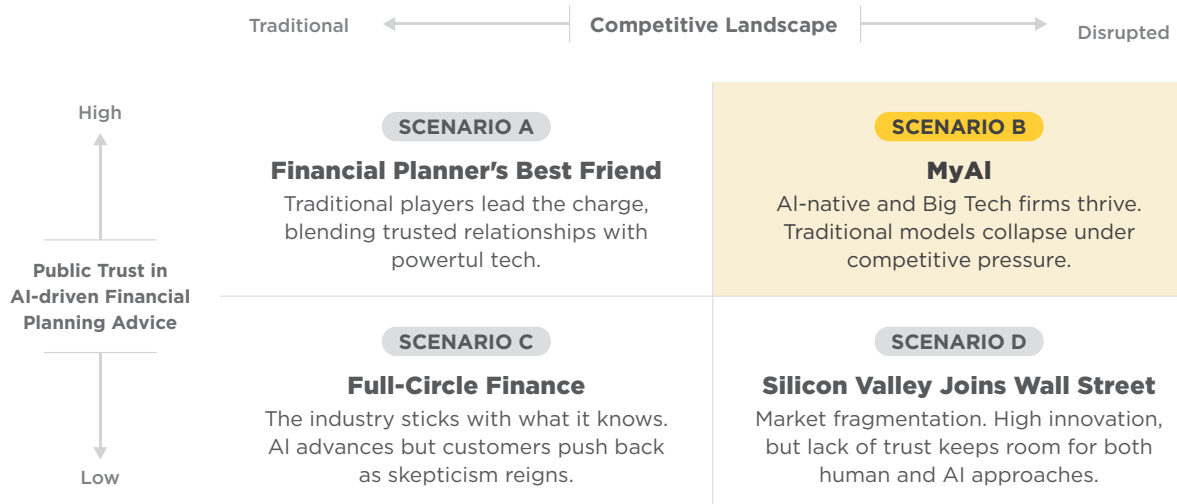 Traditional
Competitive Landscape
Disrupted
High
Public Trust in
AI-driven Financial
Planning Advice
Low
SCENARIO A
Financial Planner's Best Friend
Traditional players lead the charge,
blending trusted relationships with
powerful tech.
SCENARIO B
MyAI
AI-native and Big Tech firms thrive.
Traditional models collapse under
competitive pressure.
SCENARIO C
Full-Circle Finance
The industry sticks with what it knows.
AI advances but customers push back
as skepticism reigns.
SCENARIO D
Silicon Valley Joins Wall Street
Market fragmentation. High innovation,
but lack of trust keeps room for both
human and AI approaches.